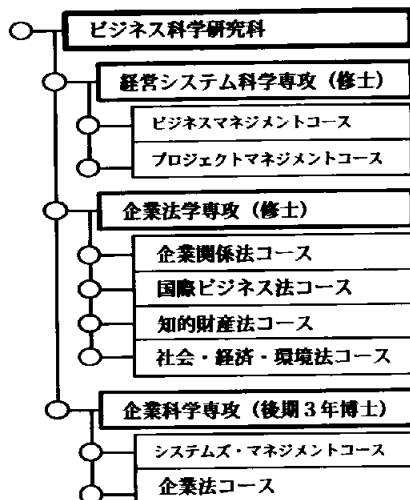 ビジネス科学研究科
経営システム科学専攻（修士）
ビジネスマネジメントコース
プロジェクトマネジメントコース
企業法学専攻（修士）
企業関係法コース
国際ビジネス法コース
知的財産法コース
社会・経済・環境法コース
企業科学専攻（後期３年博士）
システムズ・マネジメントコース
企業法コース